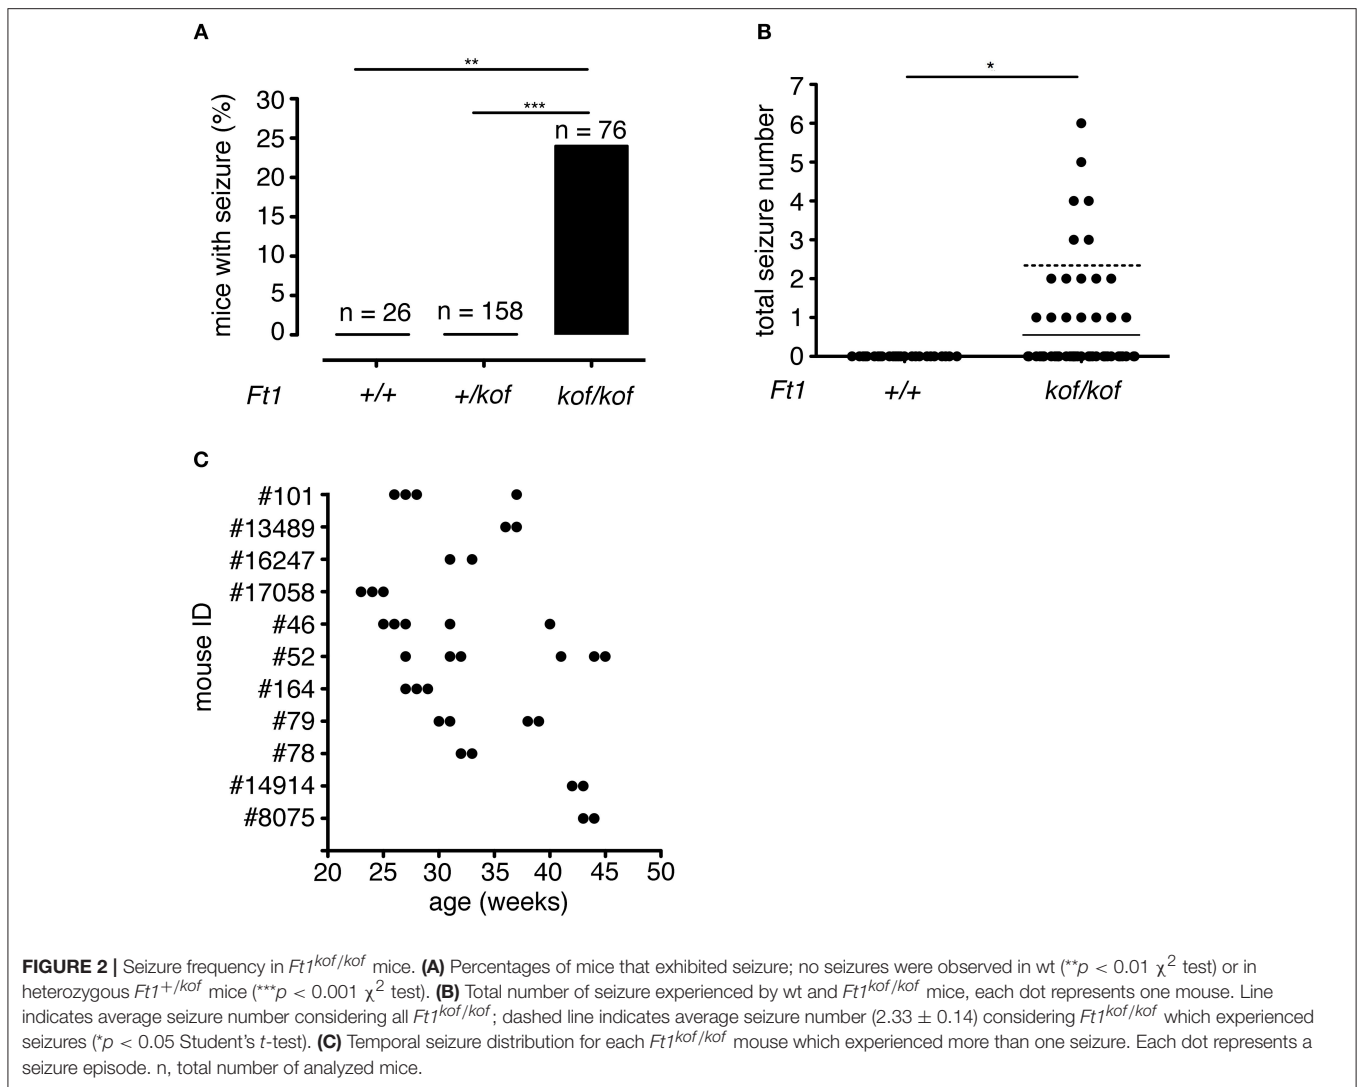 A
**
***
mice with seizure (%)
30
25
20
15
10
5
0
n = 26
n = 158
n = 76
Ft1
+/+
+/kof
kof/kof
B
*
total seizure number
7
6
5
4
3
2
1
0
Ft1
+/+
kof/kof
C
mouse ID
#101
#13489
#16247
#17058
#46
#52
#164
#79
#78
#14914
#8075
20 25 30 35 40 45 50
age (weeks)
FIGURE 2 | Seizure frequency in Ft1kof/kof mice. (A) Percentages of mice that exhibited seizure; no seizures were observed in wt (**p < 0.01 χ2 test) or in
heterozygous Ft1+/kof mice (***p < 0.001 χ2 test). (B) Total number of seizure experienced by wt and Ft1kof/kof mice, each dot represents one mouse. Line
indicates average seizure number considering all Ft1kof/kof; dashed line indicates average seizure number (2.33 ± 0.14) considering Ft1kof/kof which experienced
seizures (*p < 0.05 Student's t-test). (C) Temporal seizure distribution for each Ft1kof/kof mouse which experienced more than one seizure. Each dot represents a
seizure episode. n, total number of analyzed mice.